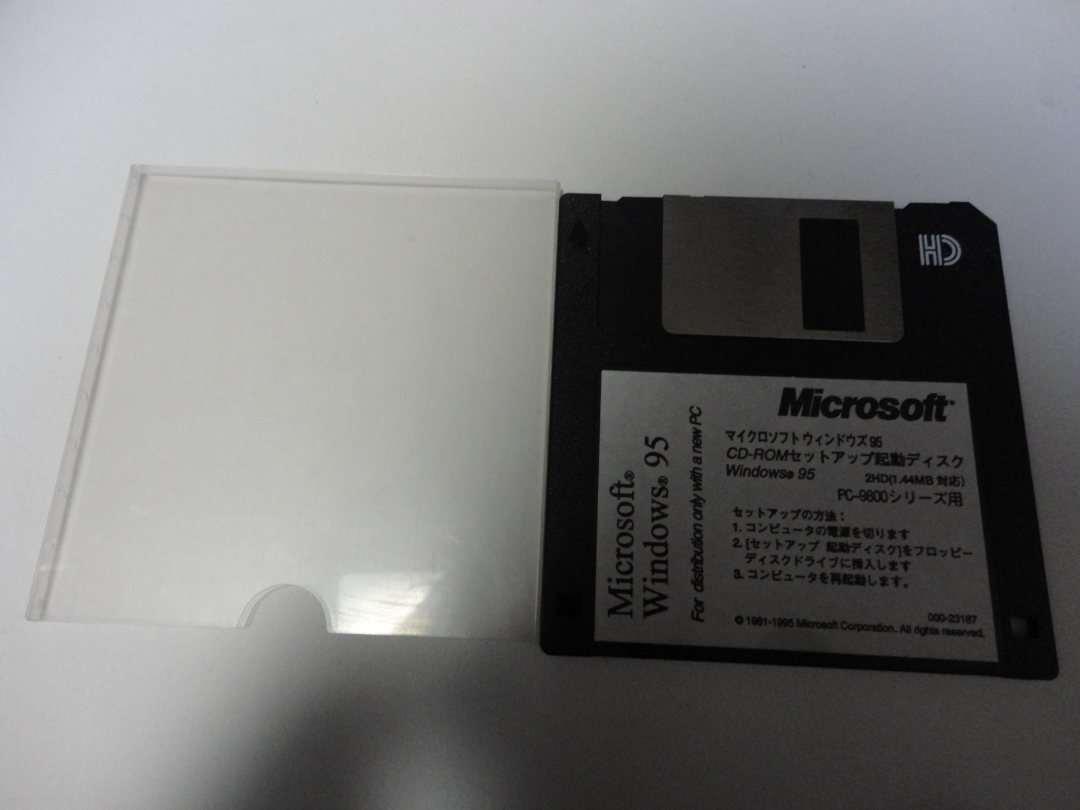 HD
Microsoft®
マイクロソフト ウィンドウズ 95
CD-ROMセットアップ起動ディスク
Windows® 95
2HD(1.44MB 対応)
PC-9800シリーズ用
セットアップの方法：
1. コンピュータの電源を切ります
2. [セットアップ 起動ディスク]をフロッピー
ディスクドライブに挿入します
3. コンピュータを再起動します。
000-23187
© 1981-1995 Microsoft Corporation. All rights reserved.
Microsoft®
Windows® 95
For distribution only with a new PC